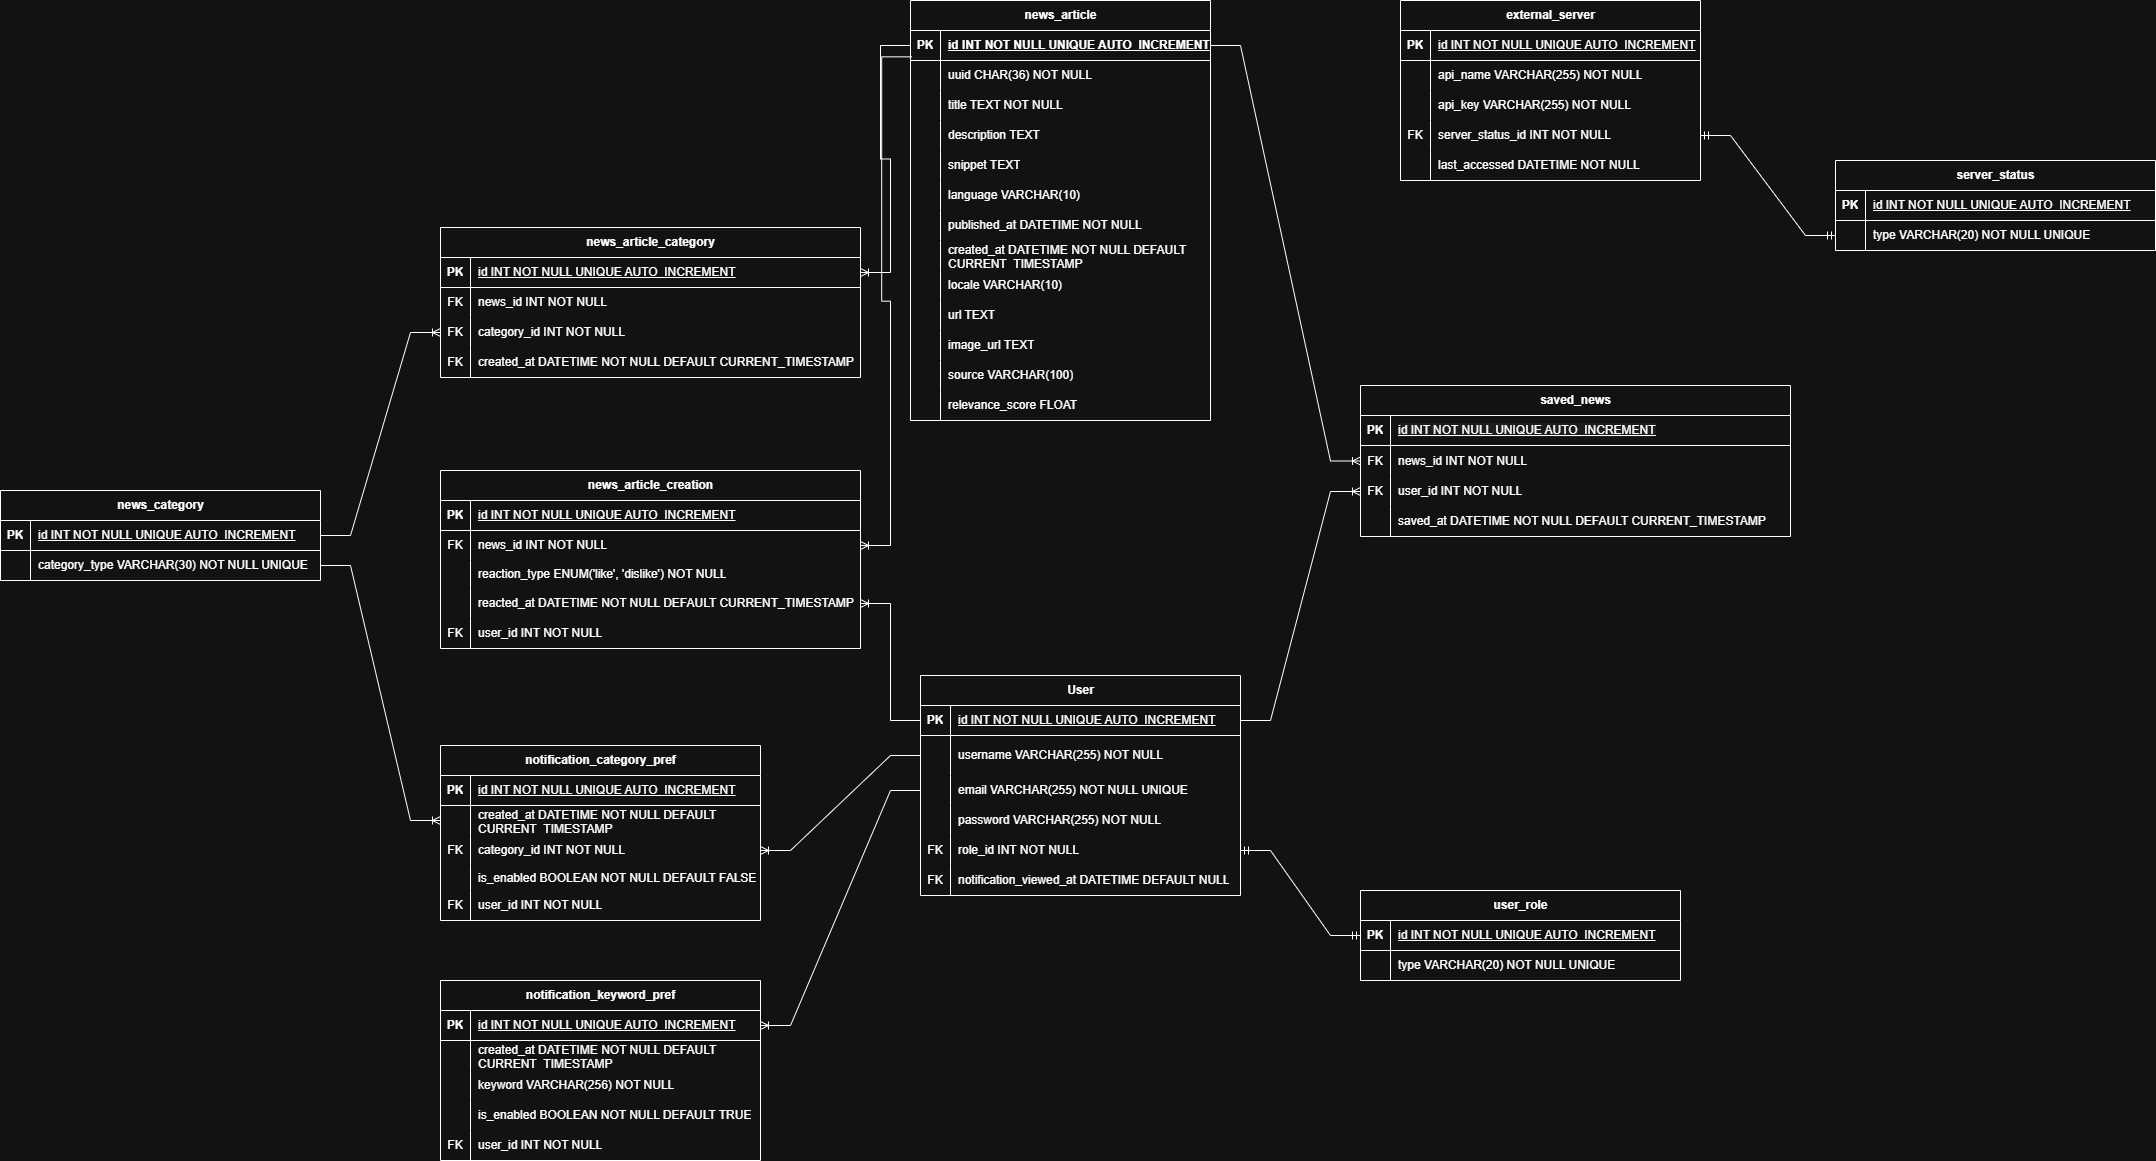 news_article
PK id INT NOT NULL UNIQUE AUTO_INCREMENT
uuid CHAR(36) NOT NULL
title TEXT NOT NULL
description TEXT
snippet TEXT
language VARCHAR(10)
published_at DATETIME NOT NULL
created_at DATETIME NOT NULL DEFAULT
CURRENT_TIMESTAMP
locale VARCHAR(10)
url TEXT
image_url TEXT
source VARCHAR(100)
relevance_score FLOAT
external_server
PK id INT NOT NULL UNIQUE AUTO_INCREMENT
api_name VARCHAR(255) NOT NULL
api_key VARCHAR(255) NOT NULL
FK server_status_id INT NOT NULL
last_accessed DATETIME NOT NULL
server_status
PK id INT NOT NULL UNIQUE AUTO_INCREMENT
type VARCHAR(20) NOT NULL UNIQUE
news_article_category
PK id INT NOT NULL UNIQUE AUTO_INCREMENT
FK news_id INT NOT NULL
FK category_id INT NOT NULL
FK created_at DATETIME NOT NULL DEFAULT CURRENT_TIMESTAMP
saved_news
PK id INT NOT NULL UNIQUE AUTO_INCREMENT
FK news_id INT NOT NULL
FK user_id INT NOT NULL
saved_at DATETIME NOT NULL DEFAULT CURRENT_TIMESTAMP
news_category
PK id INT NOT NULL UNIQUE AUTO_INCREMENT
category_type VARCHAR(30) NOT NULL UNIQUE
news_article_creation
PK id INT NOT NULL UNIQUE AUTO_INCREMENT
FK news_id INT NOT NULL
reaction_type ENUM('like', 'dislike') NOT NULL
reacted_at DATETIME NOT NULL DEFAULT CURRENT_TIMESTAMP
FK user_id INT NOT NULL
User
PK id INT NOT NULL UNIQUE AUTO_INCREMENT
username VARCHAR(255) NOT NULL
email VARCHAR(255) NOT NULL UNIQUE
password VARCHAR(255) NOT NULL
FK role_id INT NOT NULL
FK notification_viewed_at DATETIME DEFAULT NULL
notification_category_pref
PK id INT NOT NULL UNIQUE AUTO_INCREMENT
created_at DATETIME NOT NULL DEFAULT
CURRENT_TIMESTAMP
FK category_id INT NOT NULL
is_enabled BOOLEAN NOT NULL DEFAULT FALSE
FK user_id INT NOT NULL
user_role
PK id INT NOT NULL UNIQUE AUTO_INCREMENT
type VARCHAR(20) NOT NULL UNIQUE
notification_keyword_pref
PK id INT NOT NULL UNIQUE AUTO_INCREMENT
created_at DATETIME NOT NULL DEFAULT
CURRENT_TIMESTAMP
keyword VARCHAR(256) NOT NULL
is_enabled BOOLEAN NOT NULL DEFAULT TRUE
FK user_id INT NOT NULL